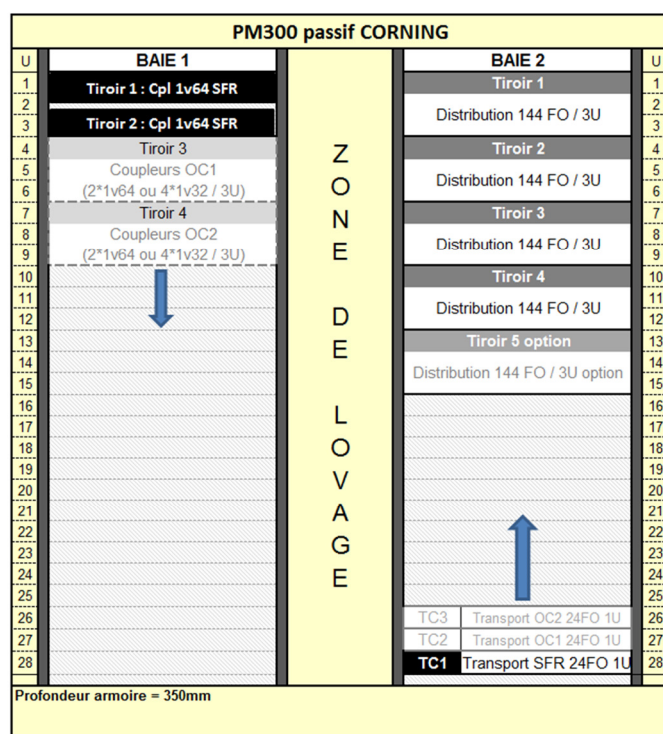 PM300 passif CORNING
U BAIE 1 BAIE 2 U
1 Tiroir 1 : Cpl 1v64 SFR Tiroir 1 1
2 Distribution 144 FO / 3U 2
3 Tiroir 2 : Cpl 1v64 SFR 3
4 Tiroir 3 Tiroir 2 4
5 Coupleurs OC1 Distribution 144 FO / 3U 5
6 (2*1v64 ou 4*1v32 / 3U) 6
7 Tiroir 4 Tiroir 3 7
8 Coupleurs OC2 Distribution 144 FO / 3U 8
9 (2*1v64 ou 4*1v32 / 3U) 9
10 Tiroir 4 10
11 Distribution 144 FO / 3U 11
12 12
13 Tiroir 5 option 13
14 Distribution 144 FO / 3U option 14
15 15
16 16
17 17
18 18
19 19
20 20
21 21
22 22
23 23
24 24
25 25
26 TC3 Transport OC2 24FO 1U 26
27 TC2 Transport OC1 24FO 1U 27
28 TC1 Transport SFR 24FO 1U 28
ZONE DE LOVAGE
Profondeur armoire = 350mm